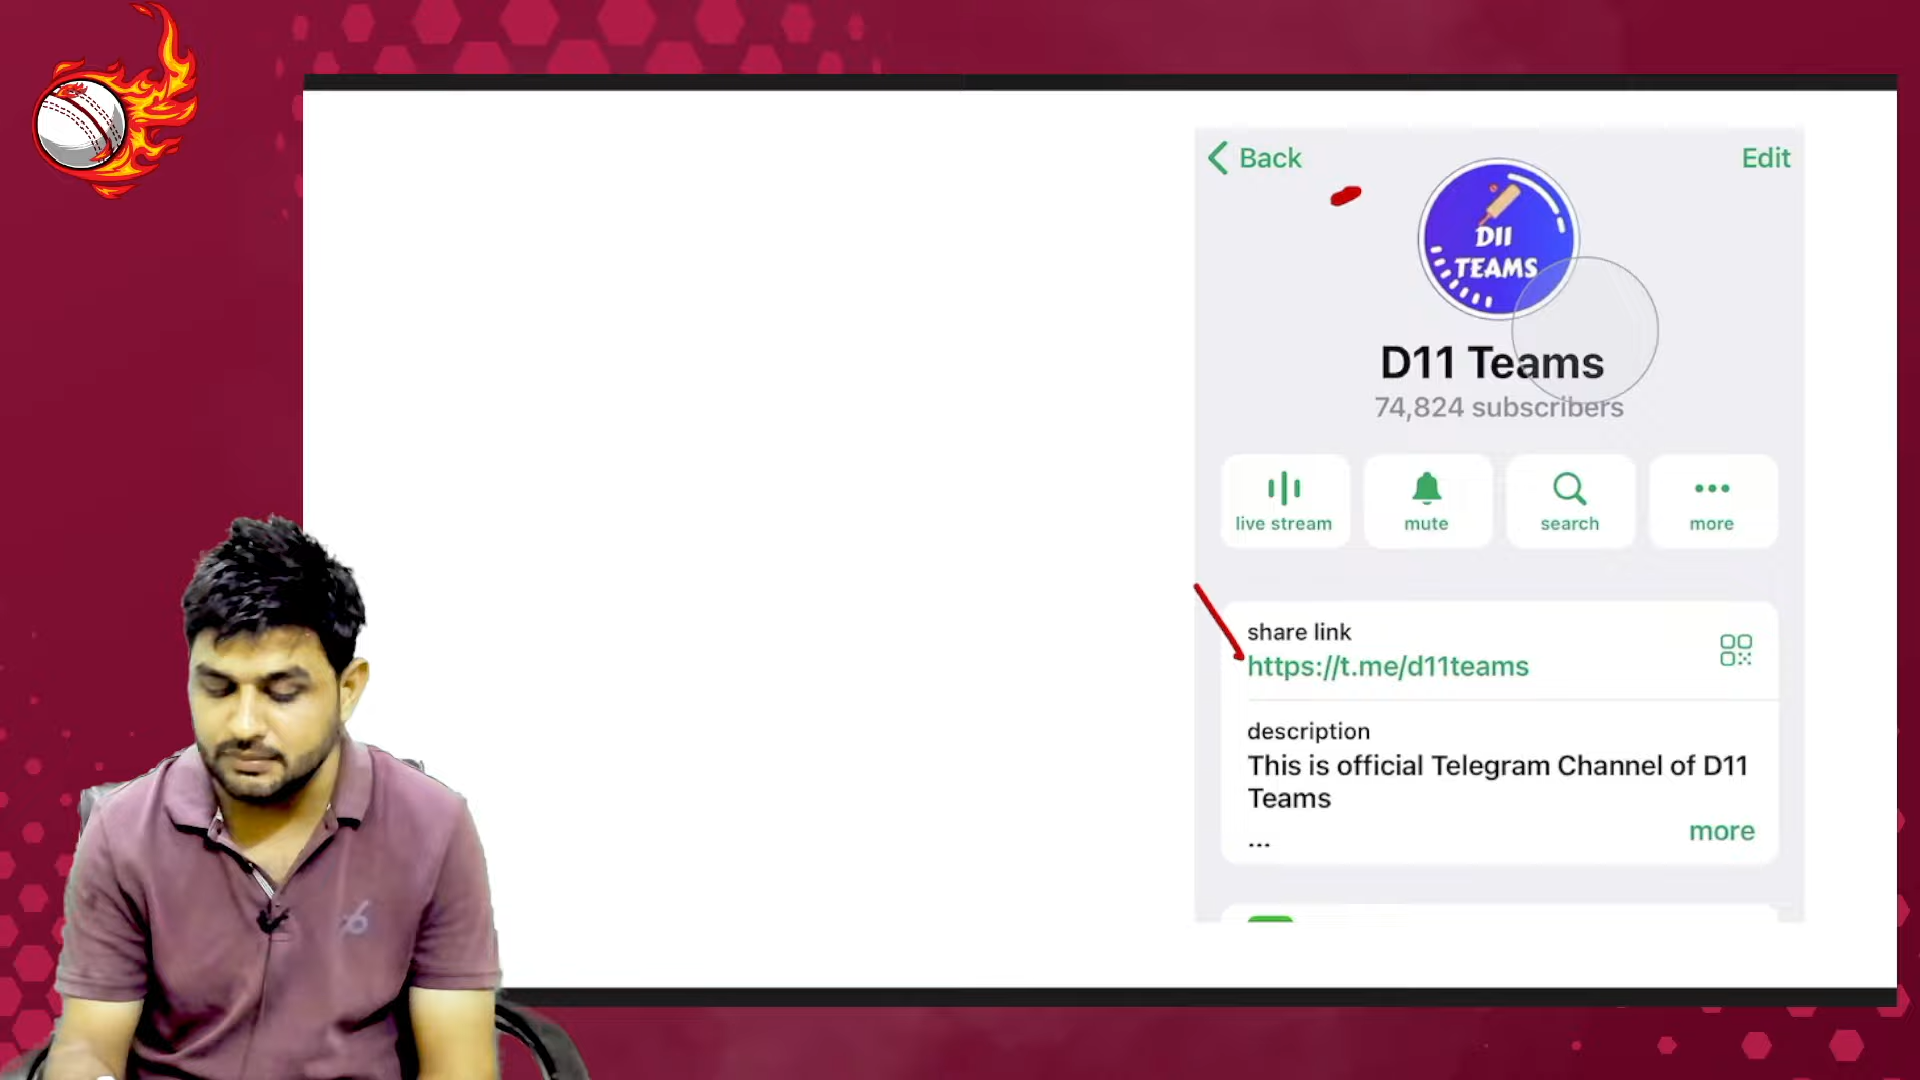 Back
Edit
D11
TEAMS
D11 Teams
74,824 subscribers
live stream
mute
search
more
share link
https://t.me/d11teams
description
This is official Telegram Channel of D11
Teams
...
more